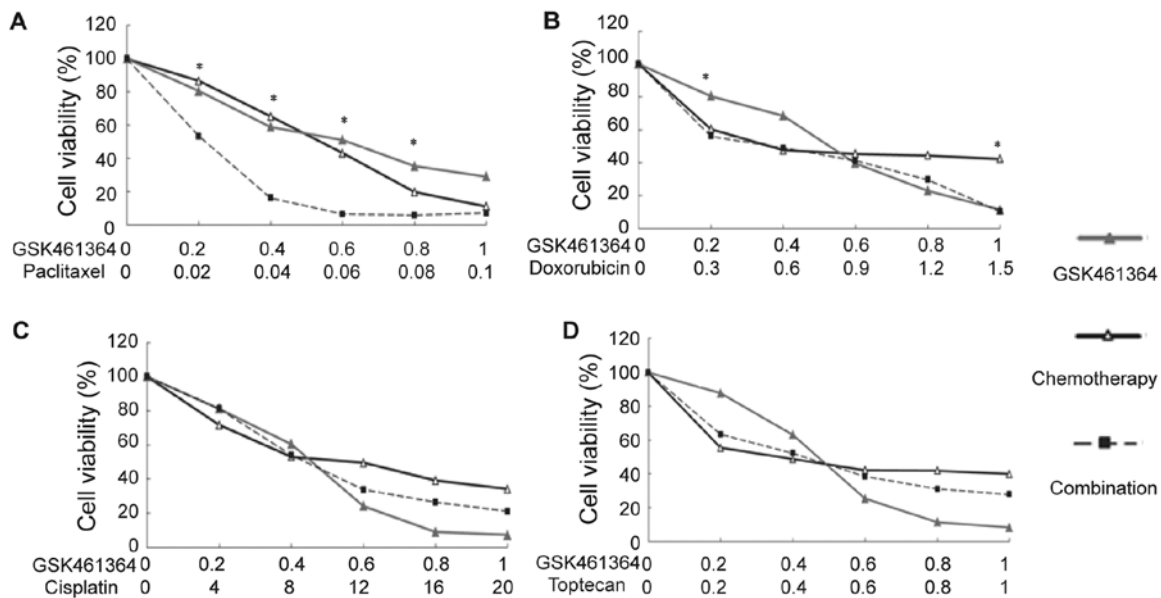 A
Cell viability (%)
120
100
80
60
40
20
0
* * * *
GSK461364 0 0.2 0.4 0.6 0.8 1
Paclitaxel 0 0.02 0.04 0.06 0.08 0.1
B
Cell viability (%)
120
100
80
60
40
20
0
* *
GSK461364 0 0.2 0.4 0.6 0.8 1
Doxorubicin 0 0.3 0.6 0.9 1.2 1.5
GSK461364
Chemotherapy
Combination
C
Cell viability (%)
120
100
80
60
40
20
0
GSK461364 0 0.2 0.4 0.6 0.8 1
Cisplatin 0 4 8 12 16 20
D
Cell viability (%)
120
100
80
60
40
20
0
GSK461364 0 0.2 0.4 0.6 0.8 1
Toptecan 0 0.2 0.4 0.6 0.8 1